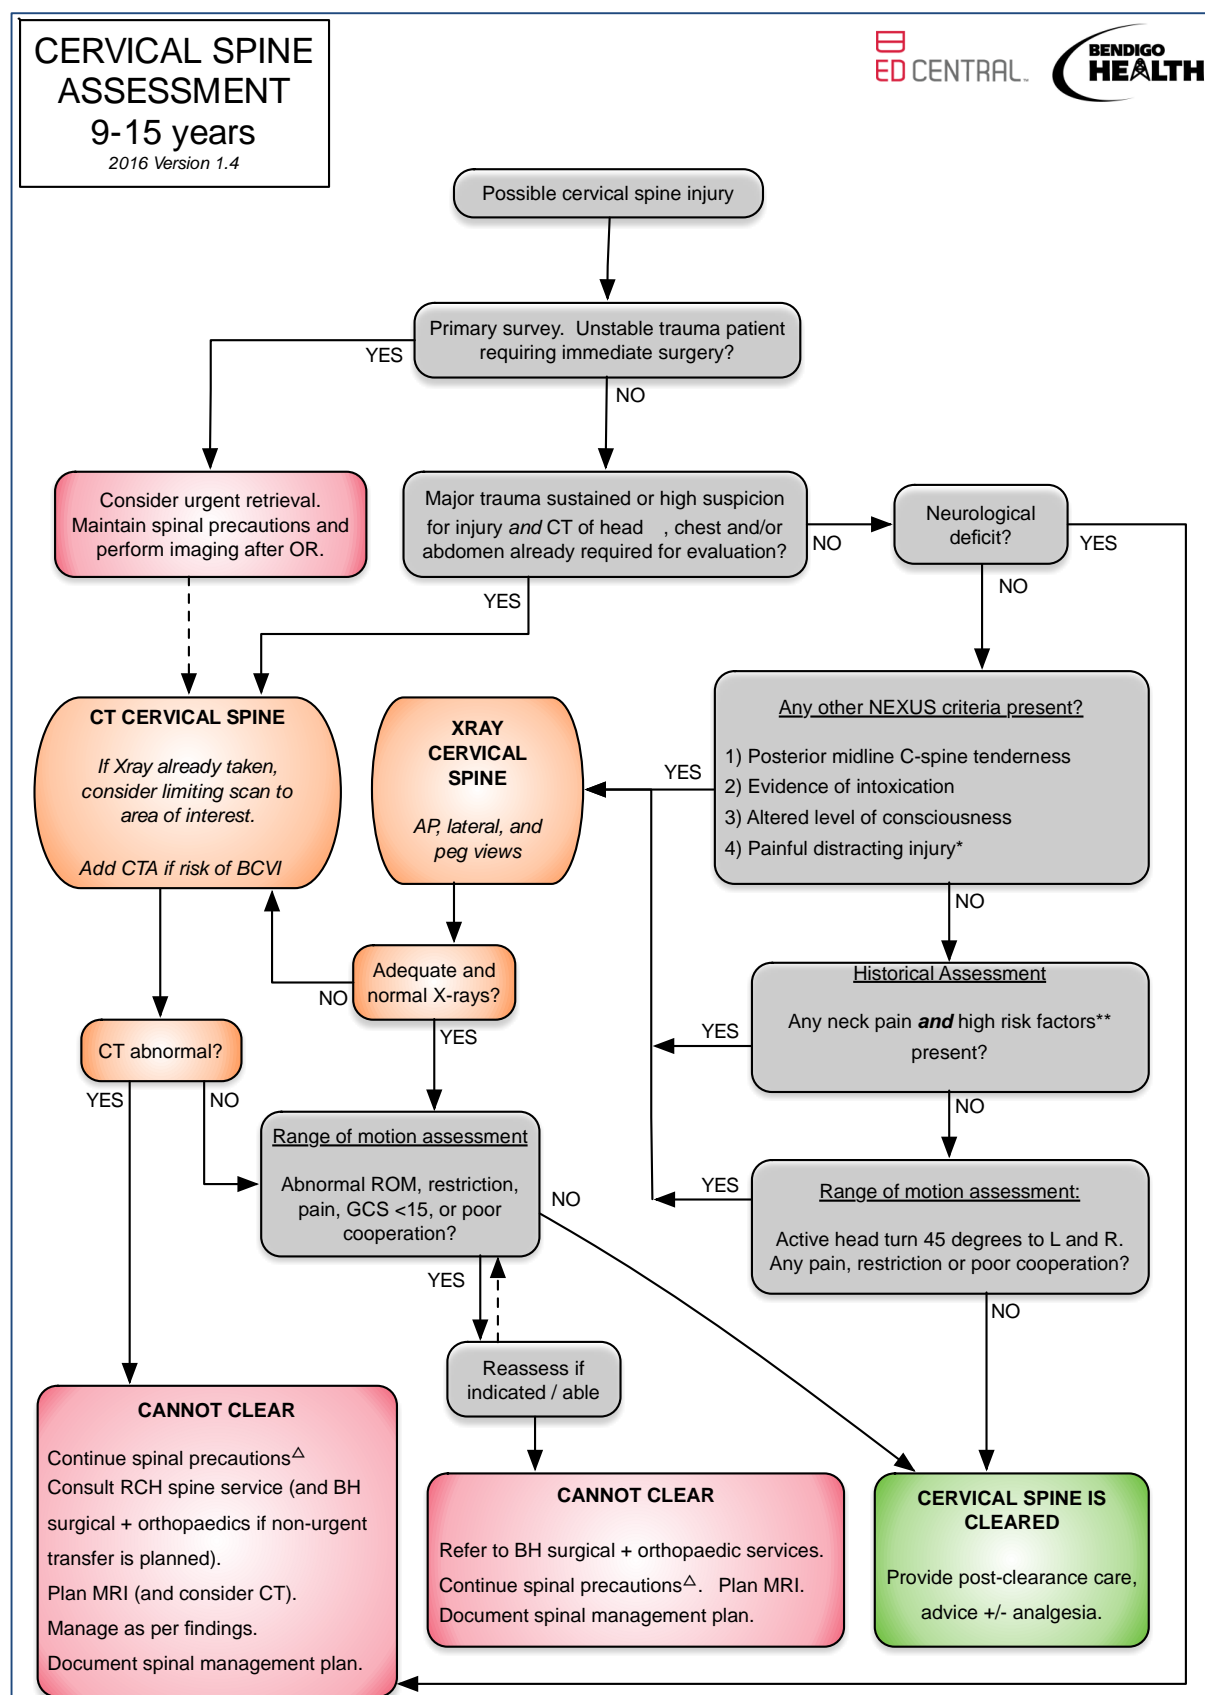 CERVICAL SPINE
ASSESSMENT
9-15 years
2016 Version 1.4
ED CENTRAL™
BENDIGO
HEALTH
Possible cervical spine injury
Primary survey.  Unstable trauma patient
requiring immediate surgery?
YES
NO
Consider urgent retrieval.
Maintain spinal precautions and
perform imaging after OR.
Major trauma sustained or high suspicion
for injury and CT of head   , chest and/or
abdomen already required for evaluation?
NO
YES
Neurological
deficit?
YES
NO
CT CERVICAL SPINE
If Xray already taken,
consider limiting scan to
area of interest.
Add CTA if risk of BCVI
XRAY
CERVICAL
SPINE
AP, lateral, and
peg views
YES
Any other NEXUS criteria present?
1) Posterior midline C-spine tenderness
2) Evidence of intoxication
3) Altered level of consciousness
4) Painful distracting injury*
NO
Adequate and
normal X-rays?
NO
YES
Historical Assessment
Any neck pain and high risk factors**
present?
YES
NO
CT abnormal?
YES
NO
Range of motion assessment
Abnormal ROM, restriction,
pain, GCS <15, or poor
cooperation?
NO
YES
Range of motion assessment:
Active head turn 45 degrees to L and R.
Any pain, restriction or poor cooperation?
YES
NO
Reassess if
indicated / able
CANNOT CLEAR
Continue spinal precautions△
Consult RCH spine service (and BH
surgical + orthopaedics if non-urgent
transfer is planned).
Plan MRI (and consider CT).
Manage as per findings.
Document spinal management plan.
CANNOT CLEAR
Refer to BH surgical + orthopaedic services.
Continue spinal precautions△.   Plan MRI.
Document spinal management plan.
CERVICAL SPINE IS
CLEARED
Provide post-clearance care,
advice +/- analgesia.